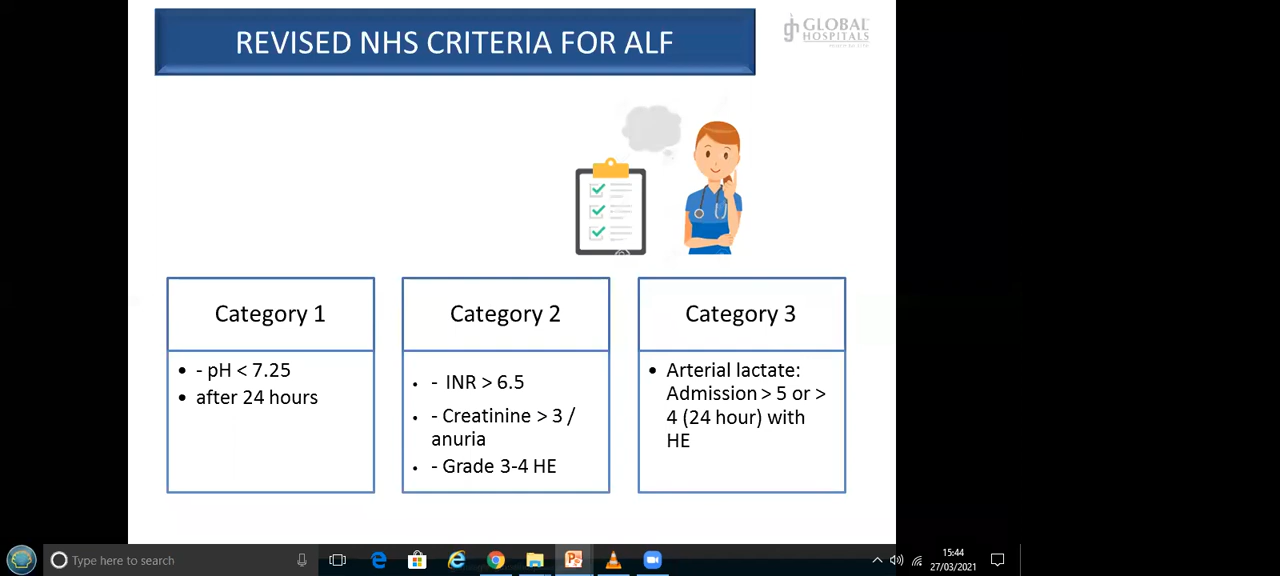 REVISED NHS CRITERIA FOR ALF
GLOBAL
HOSPITALS
Category 1
• - pH < 7.25
• after 24 hours
Category 2
• - INR > 6.5
• - Creatinine > 3 /
anuria
• - Grade 3-4 HE
Category 3
• Arterial lactate:
Admission > 5 or >
4 (24 hour) with
HE
Type here to search
15:44
27/03/2021